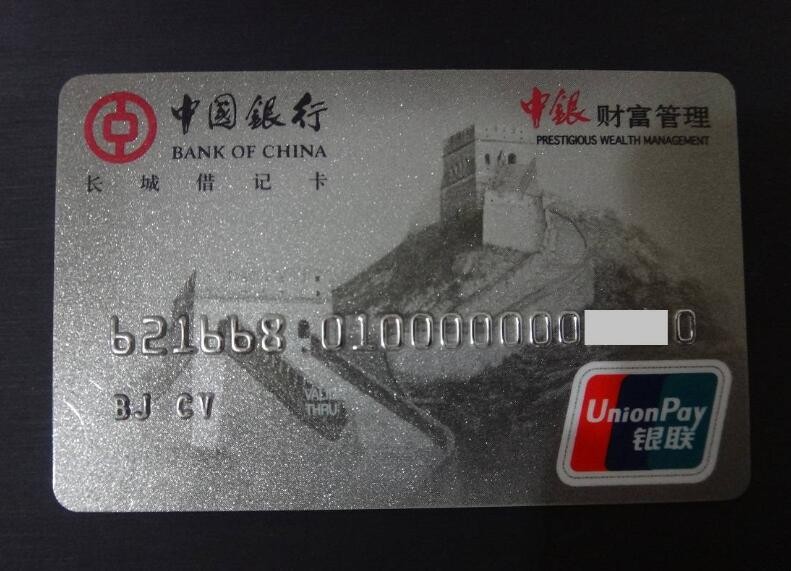 中国银行
BANK OF CHINA
长城借记卡
中银 财富管理
PRESTIGIOUS WEALTH MANAGEMENT
621668 010000000 0
BJ CV
VALID
THRU
UnionPay
银联